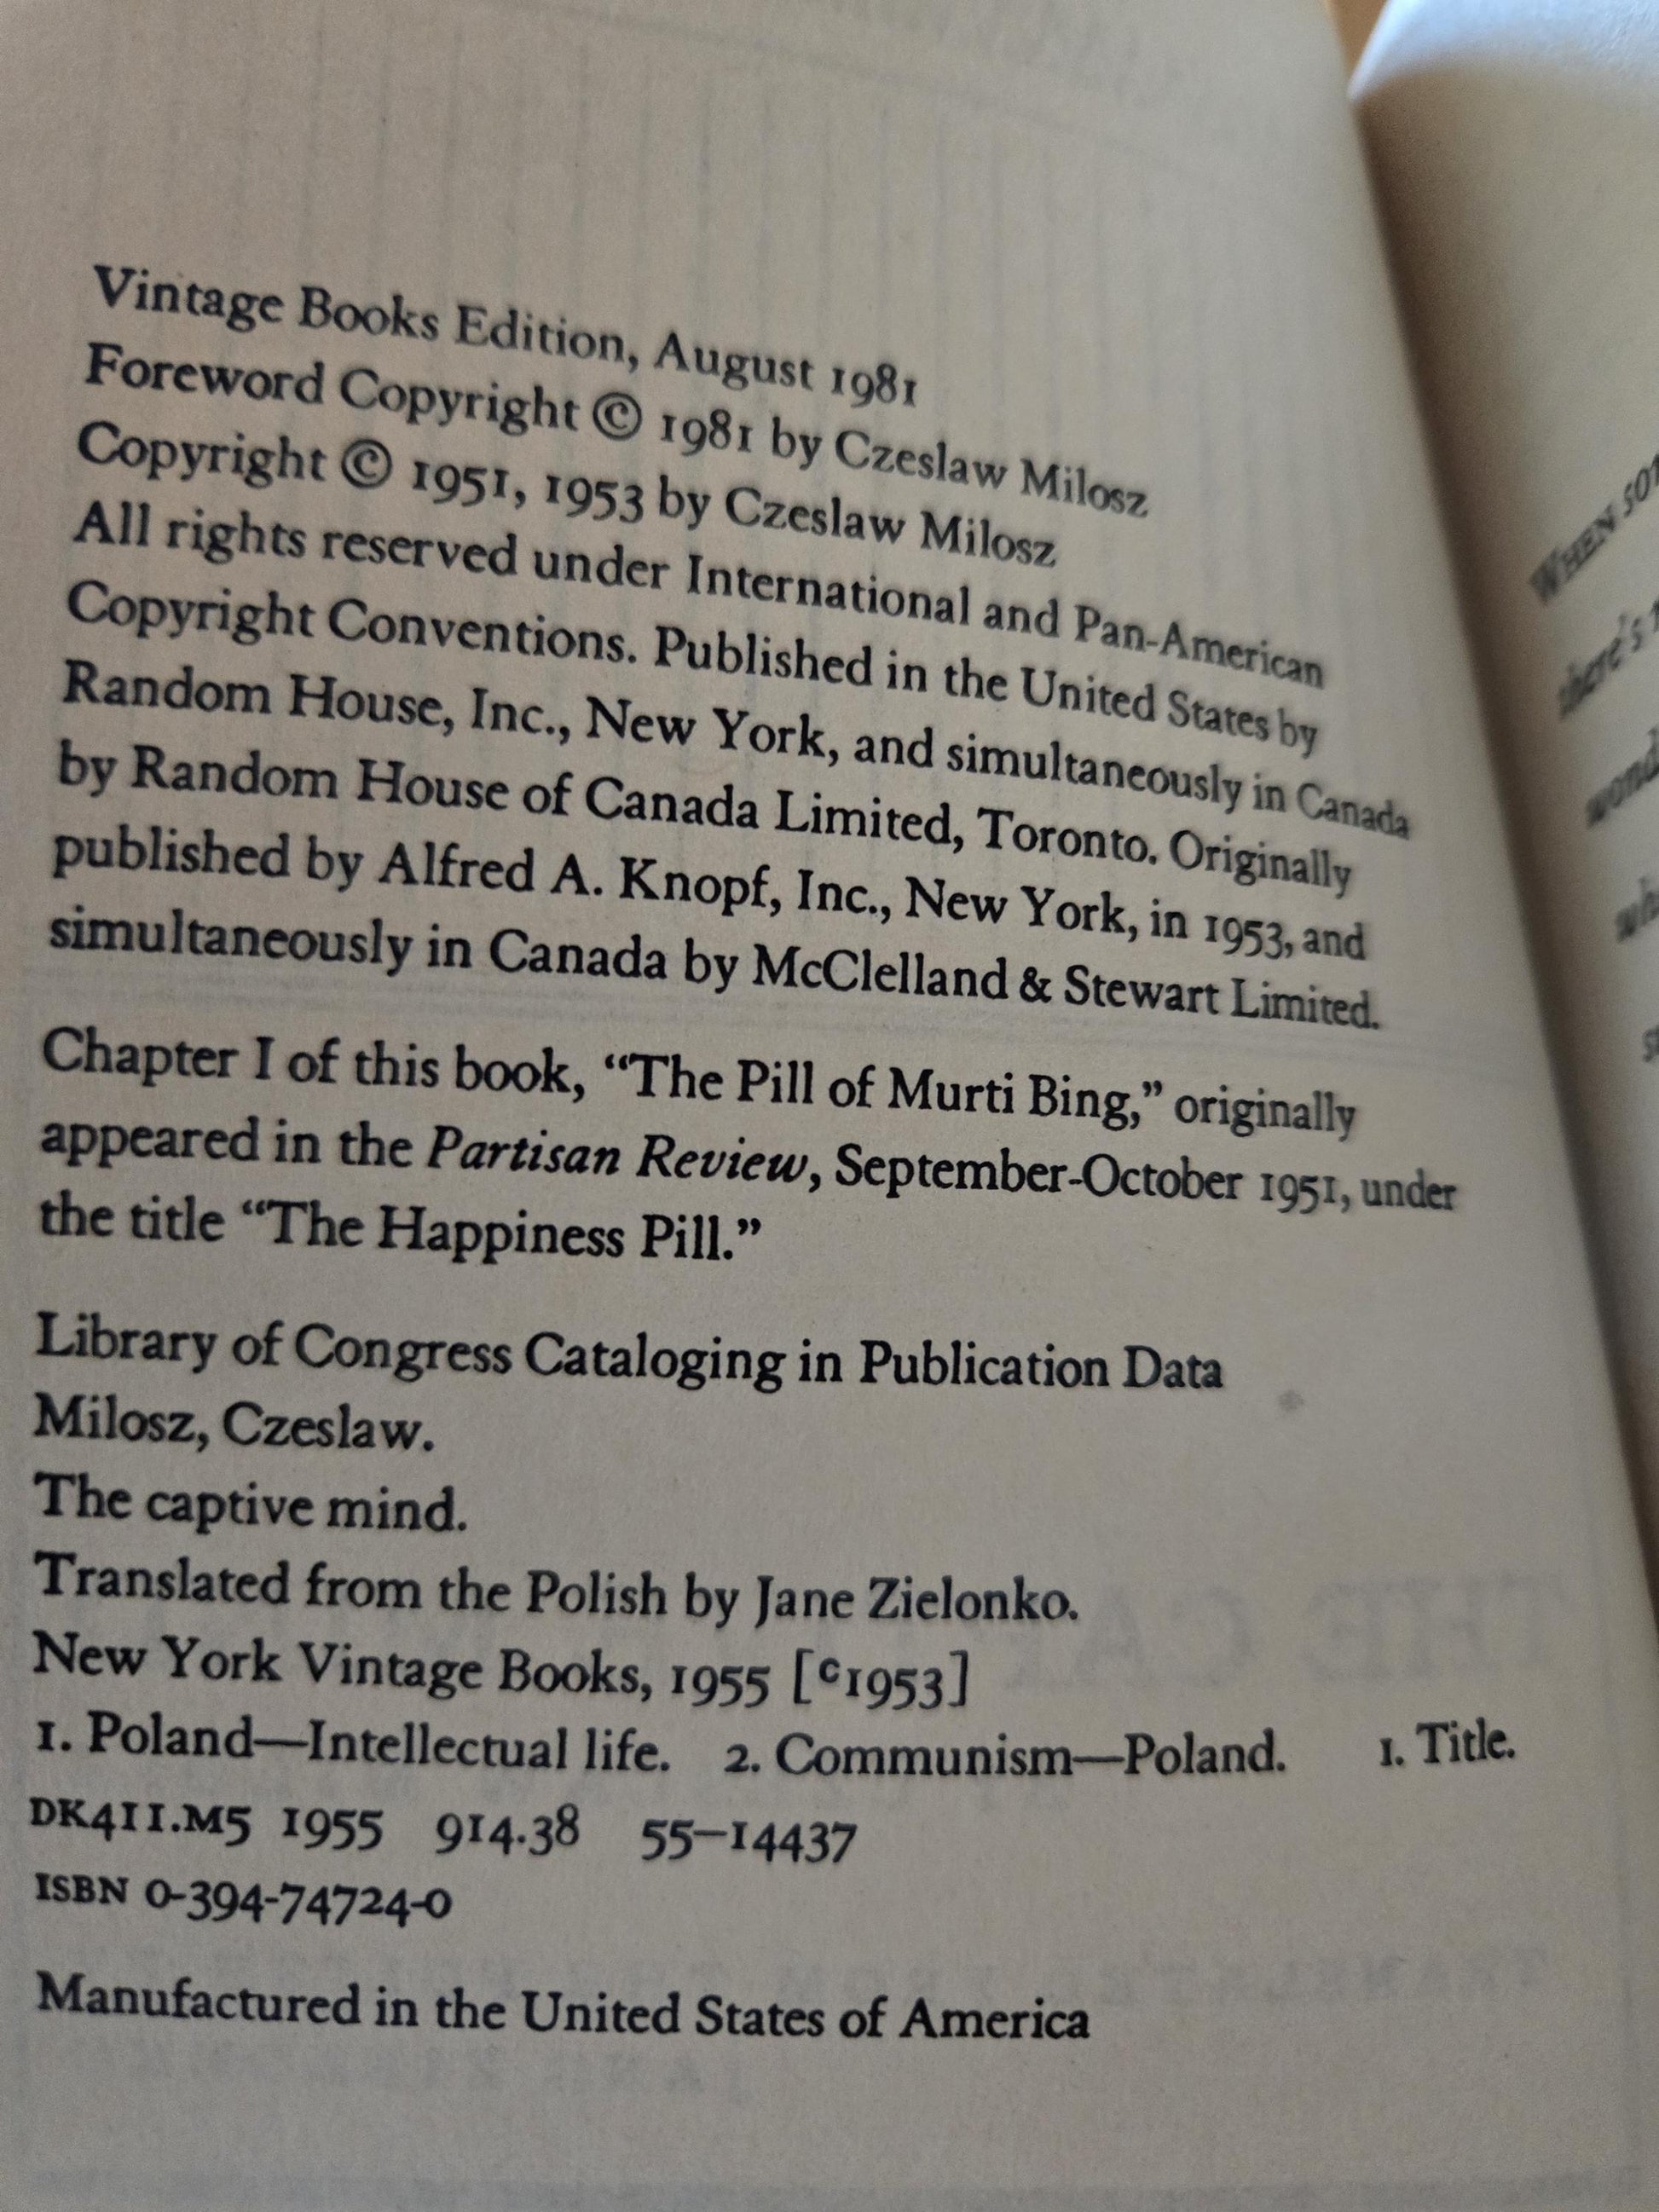 Vintage Books Edition, August 1981
Foreword Copyright © 1981 by Czeslaw Milosz
Copyright © 1951, 1953 by Czeslaw Milosz
All rights reserved under International and Pan-American
Copyright Conventions. Published in the United States by
Random House, Inc., New York, and simultaneously in Canada
by Random House of Canada Limited, Toronto. Originally
published by Alfred A. Knopf, Inc., New York, in 1953, and
simultaneously in Canada by McClelland & Stewart Limited.
Chapter I of this book, “The Pill of Murti Bing,” originally
appeared in the Partisan Review, September-October 1951, under
the title “The Happiness Pill.”
Library of Congress Cataloging in Publication Data
Milosz, Czeslaw.
The captive mind.
Translated from the Polish by Jane Zielonko.
New York Vintage Books, 1955 [c1953]
1. Poland—Intellectual life. 2. Communism—Poland. 1. Title.
DK411.M5 1955 914.38 55–14437
ISBN 0-394-74724-0
Manufactured in the United States of America
WHEN
there's